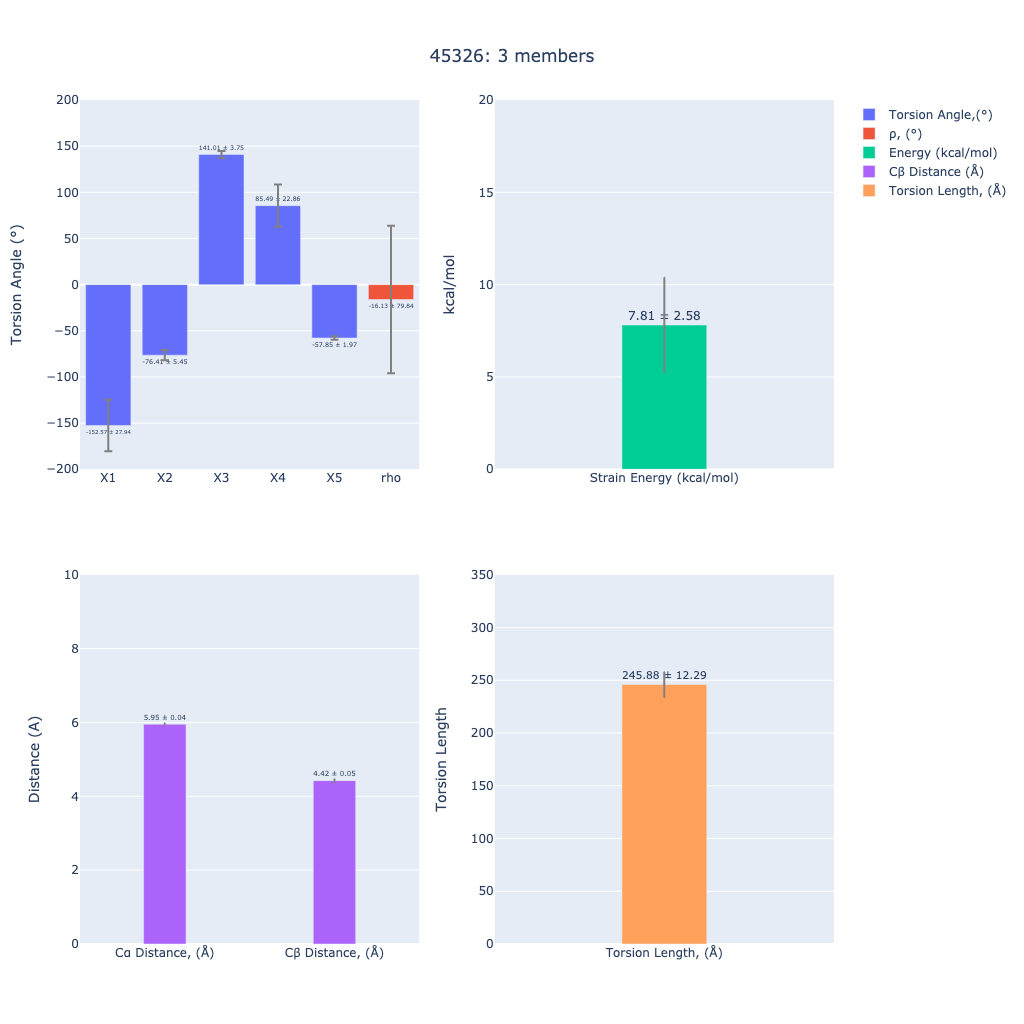 45326: 3 members
200
150
100
50
0
−50
−100
−150
−200
Torsion Angle (°)
141.01 ± 3.75
85.49 ± 22.86
-16.13 ± 79.84
-57.85 ± 1.97
-76.41 ± 5.45
-152.57 ± 27.94
X1 X2 X3 X4 X5 rho
20
15
10
5
0
kcal/mol
7.81 ± 2.58
Strain Energy (kcal/mol)
Torsion Angle,(°)
ρ, (°)
Energy (kcal/mol)
Cβ Distance (Å)
Torsion Length, (Å)
10
8
6
4
2
0
Distance (A)
5.95 ± 0.04
4.42 ± 0.05
Cα Distance, (Å) Cβ Distance, (Å)
350
300
250
200
150
100
50
0
Torsion Length
245.88 ± 12.29
Torsion Length, (Å)